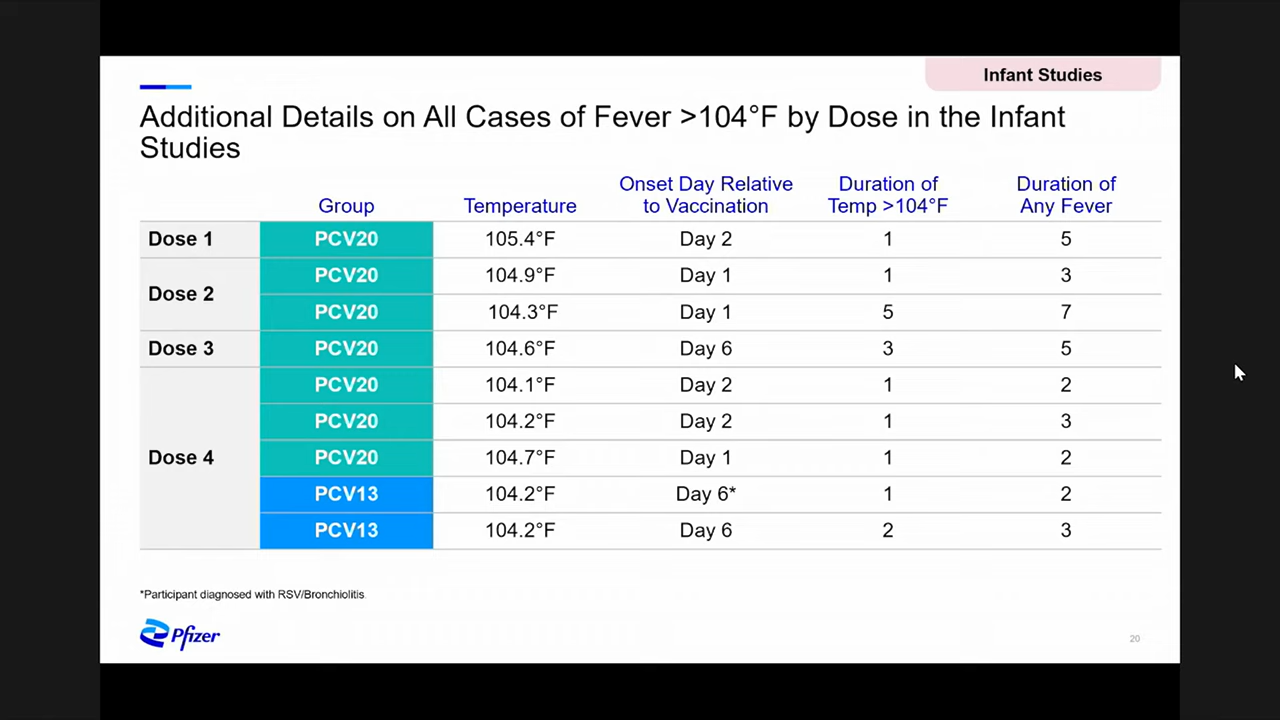 Infant Studies
Additional Details on All Cases of Fever >104°F by Dose in the Infant
Studies
Group Temperature Onset Day Relative to Vaccination Duration of Temp >104°F Duration of Any Fever
Dose 1 PCV20 105.4°F Day 2 1 5
Dose 2 PCV20 104.9°F Day 1 1 3
PCV20 104.3°F Day 1 5 7
Dose 3 PCV20 104.6°F Day 6 3 5
Dose 4 PCV20 104.1°F Day 2 1 2
PCV20 104.2°F Day 2 1 3
PCV20 104.7°F Day 1 1 2
PCV13 104.2°F Day 6* 1 2
PCV13 104.2°F Day 6 2 3
*Participant diagnosed with RSV/Bronchiolitis.
Pfizer
20